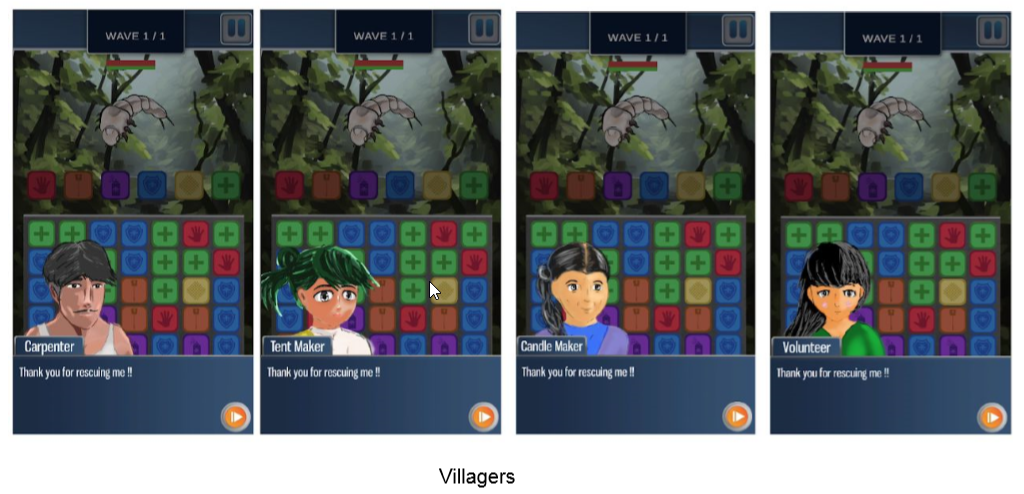 WAVE 1 / 1
WAVE 1 / 1
WAVE 1 / 1
WAVE 1 / 1
Carpenter
Thank you for rescuing me !!
Tent Maker
Thank you for rescuing me !!
Candle Maker
Thank you for rescuing me !!
Volunteer
Thank you for rescuing me !!
Villagers